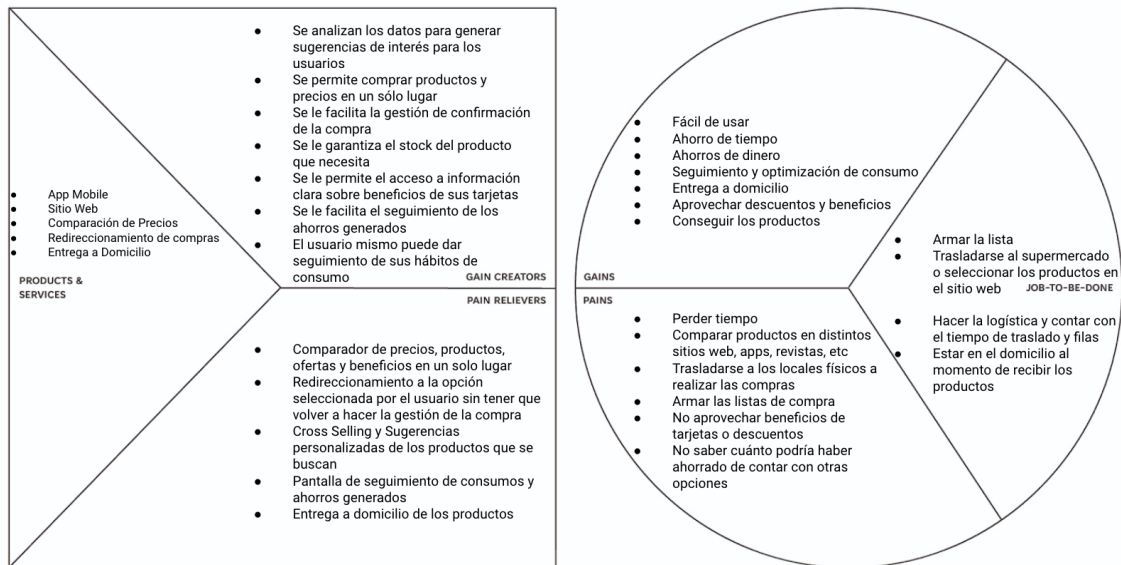 Se analizan los datos para generar
sugerencias de interés para los
usuarios
Se permite comprar productos y
precios en un sólo lugar
Se le facilita la gestión de confirmación
de la compra
Se le garantiza el stock del producto
que necesita
Se le permite el acceso a información
clara sobre beneficios de sus tarjetas
Se le facilita el seguimiento de los
ahorros generados
El usuario mismo puede dar
seguimiento de sus hábitos de
consumo
GAIN CREATORS
App Mobile
Sitio Web
Comparación de Precios
Redireccionamiento de compras
Entrega a Domicilio
PRODUCTS &
SERVICES
PAIN RELIEVERS
Comparador de precios, productos,
ofertas y beneficios en un solo lugar
Redireccionamiento a la opción
seleccionada por el usuario sin tener que
volver a hacer la gestión de la compra
Cross Selling y Sugerencias
personalizadas de los productos que se
buscan
Pantalla de seguimiento de consumos y
ahorros generados
Entrega a domicilio de los productos
Fácil de usar
Ahorro de tiempo
Ahorros de dinero
Seguimiento y optimización de consumo
Entrega a domicilio
Aprovechar descuentos y beneficios
Conseguir los productos
GAINS
PAINS
Perder tiempo
Comparar productos en distintos
sitios web, apps, revistas, etc
Trasladarse a los locales físicos a
realizar las compras
Armar las listas de compra
No aprovechar beneficios de
tarjetas o descuentos
No saber cuánto podría haber
ahorrado de contar con otras
opciones
Armar la lista
Trasladarse al supermercado
o seleccionar los productos en
el sitio web
JOB-TO-BE-DONE
Hacer la logística y contar con
el tiempo de traslado y filas
Estar en el domicilio al
momento de recibir los
productos